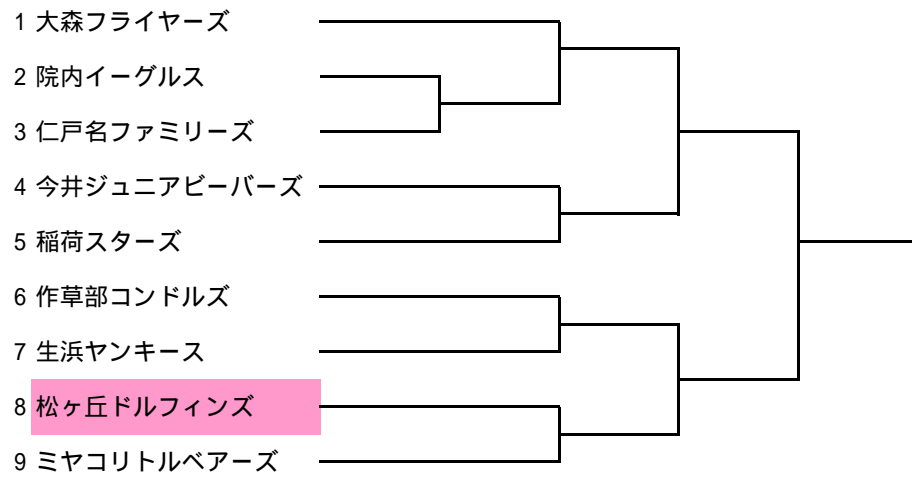 1 大森フライヤーズ
2 院内イーグルス
3 仁戸名ファミリーズ
4 今井ジュニアビーバーズ
5 稲荷スターズ
6 作草部コンドルズ
7 生浜ヤンキース
8 松ヶ丘ドルフィンズ
9 ミヤコリトルベアーズ